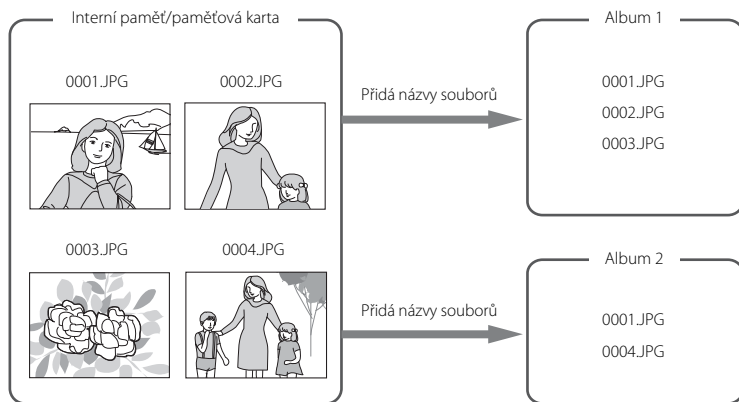 Interní paměť/paměťová karta
0001.JPG 0002.JPG
0003.JPG 0004.JPG
Přidá názvy souborů
Album 1
0001.JPG
0002.JPG
0003.JPG
Přidá názvy souborů
Album 2
0001.JPG
0004.JPG